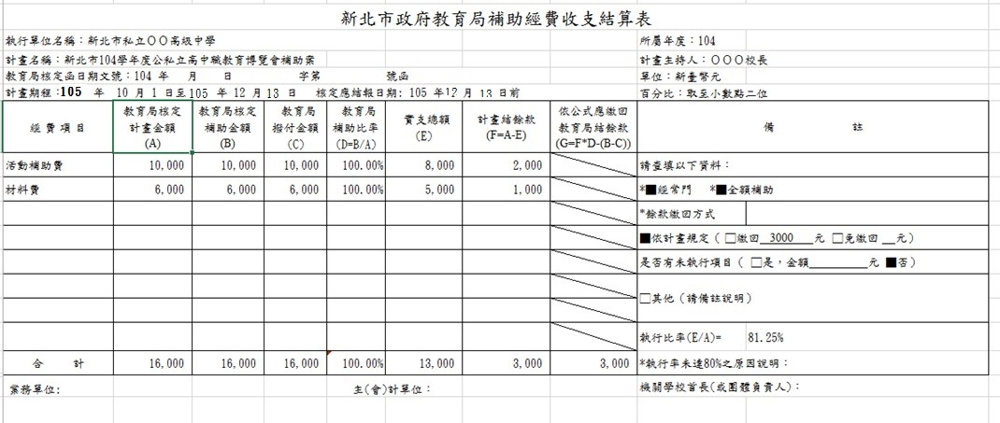 新北市政府教育局補助經費收支結算表
執行單位名稱：新北市私立○○高級中學 所屬年度：104
計畫名稱：新北市104學年度公私立高中職教育博覽會補助案 計畫主持人：○○○校長
教育局核定函日期文號：104 年 月 日 字第 號函 單位：新臺幣元
計畫期程：105 年 10 月 1 日至105 年 12 月 13 日 核定應結報日期: 105 年12 月 13 日前 百分比：取至小數點二位
經費項目 教育局核定計畫金額(A) 教育局核定補助金額(B) 教育局撥付金額(C) 教育局補助比率(D=B/A) 實支總額(E) 計畫結餘款(F=A-E) 依公式應繳回教育局結餘款(G=F*D-(B-C)) 備 註
活動補助費 10,000 10,000 10,000 100.00% 8,000 2,000 請查填以下資料：
材料費 6,000 6,000 6,000 100.00% 5,000 1,000 *■經常門 *■金額補助
*餘款繳回方式
■依計畫規定（□繳回 3000 元 □免繳回 __元）
是否有未執行項目（ □是，金額________元 ■否）
□其他（請備註說明）
執行比率(E/A)= 81.25%
合 計 16,000 16,000 16,000 100.00% 13,000 3,000 3,000 *執行率未達80%之原因說明：
業務單位: 主(會)計單位： 機關學校首長(或團體負責人)：